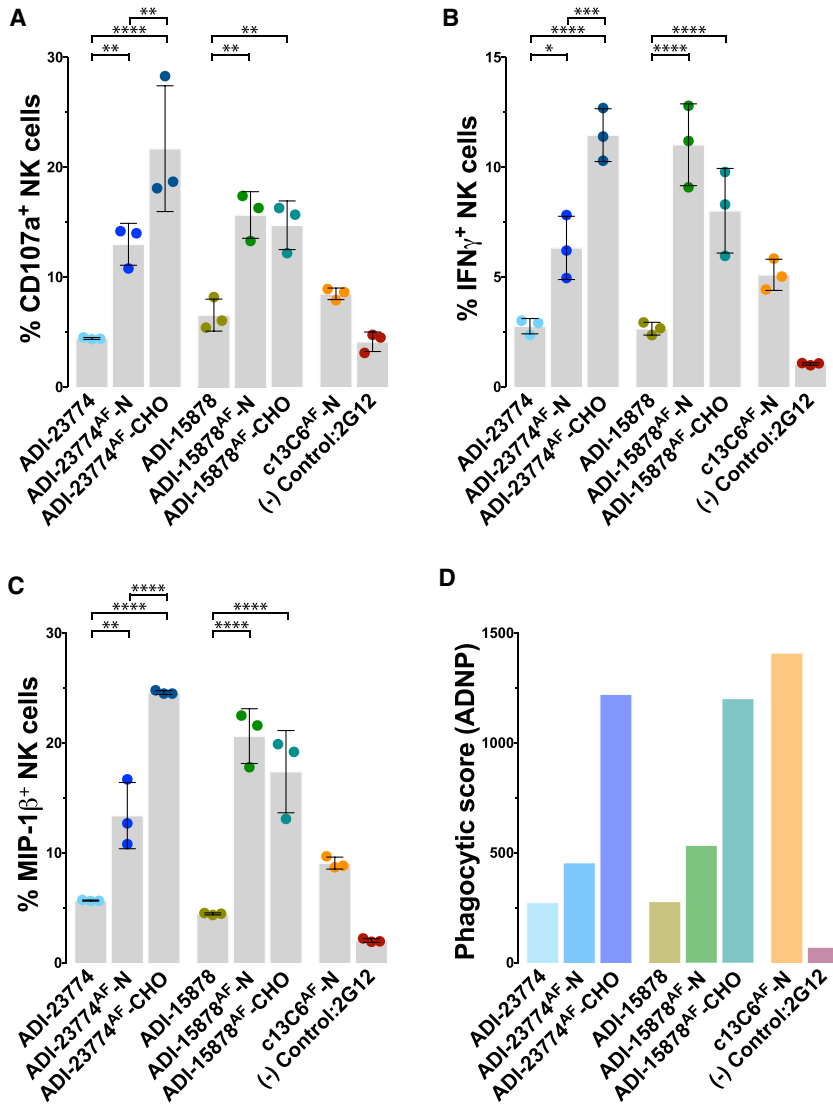 A
** ***
**** **
** **
30
20
10
0
% CD107a⁺ NK cells
ADI-23774
ADI-23774ᴬꟳ-N
ADI-23774ᴬꟳ-CHO
ADI-15878
ADI-15878ᴬꟳ-N
ADI-15878ᴬꟳ-CHO
c13C6ᴬꟳ-N
(-) Control:2G12
B
***
**** ****
* ****
15
10
5
0
% IFNγ⁺ NK cells
ADI-23774
ADI-23774ᴬꟳ-N
ADI-23774ᴬꟳ-CHO
ADI-15878
ADI-15878ᴬꟳ-N
ADI-15878ᴬꟳ-CHO
c13C6ᴬꟳ-N
(-) Control:2G12
C
****
**** ****
** ****
30
20
10
0
% MIP-1β⁺ NK cells
ADI-23774
ADI-23774ᴬꟳ-N
ADI-23774ᴬꟳ-CHO
ADI-15878
ADI-15878ᴬꟳ-N
ADI-15878ᴬꟳ-CHO
c13C6ᴬꟳ-N
(-) Control:2G12
D
1500
1000
500
0
Phagocytic score (ADNP)
ADI-23774
ADI-23774ᴬꟳ-N
ADI-23774ᴬꟳ-CHO
ADI-15878
ADI-15878ᴬꟳ-N
ADI-15878ᴬꟳ-CHO
c13C6ᴬꟳ-N
(-) Control:2G12